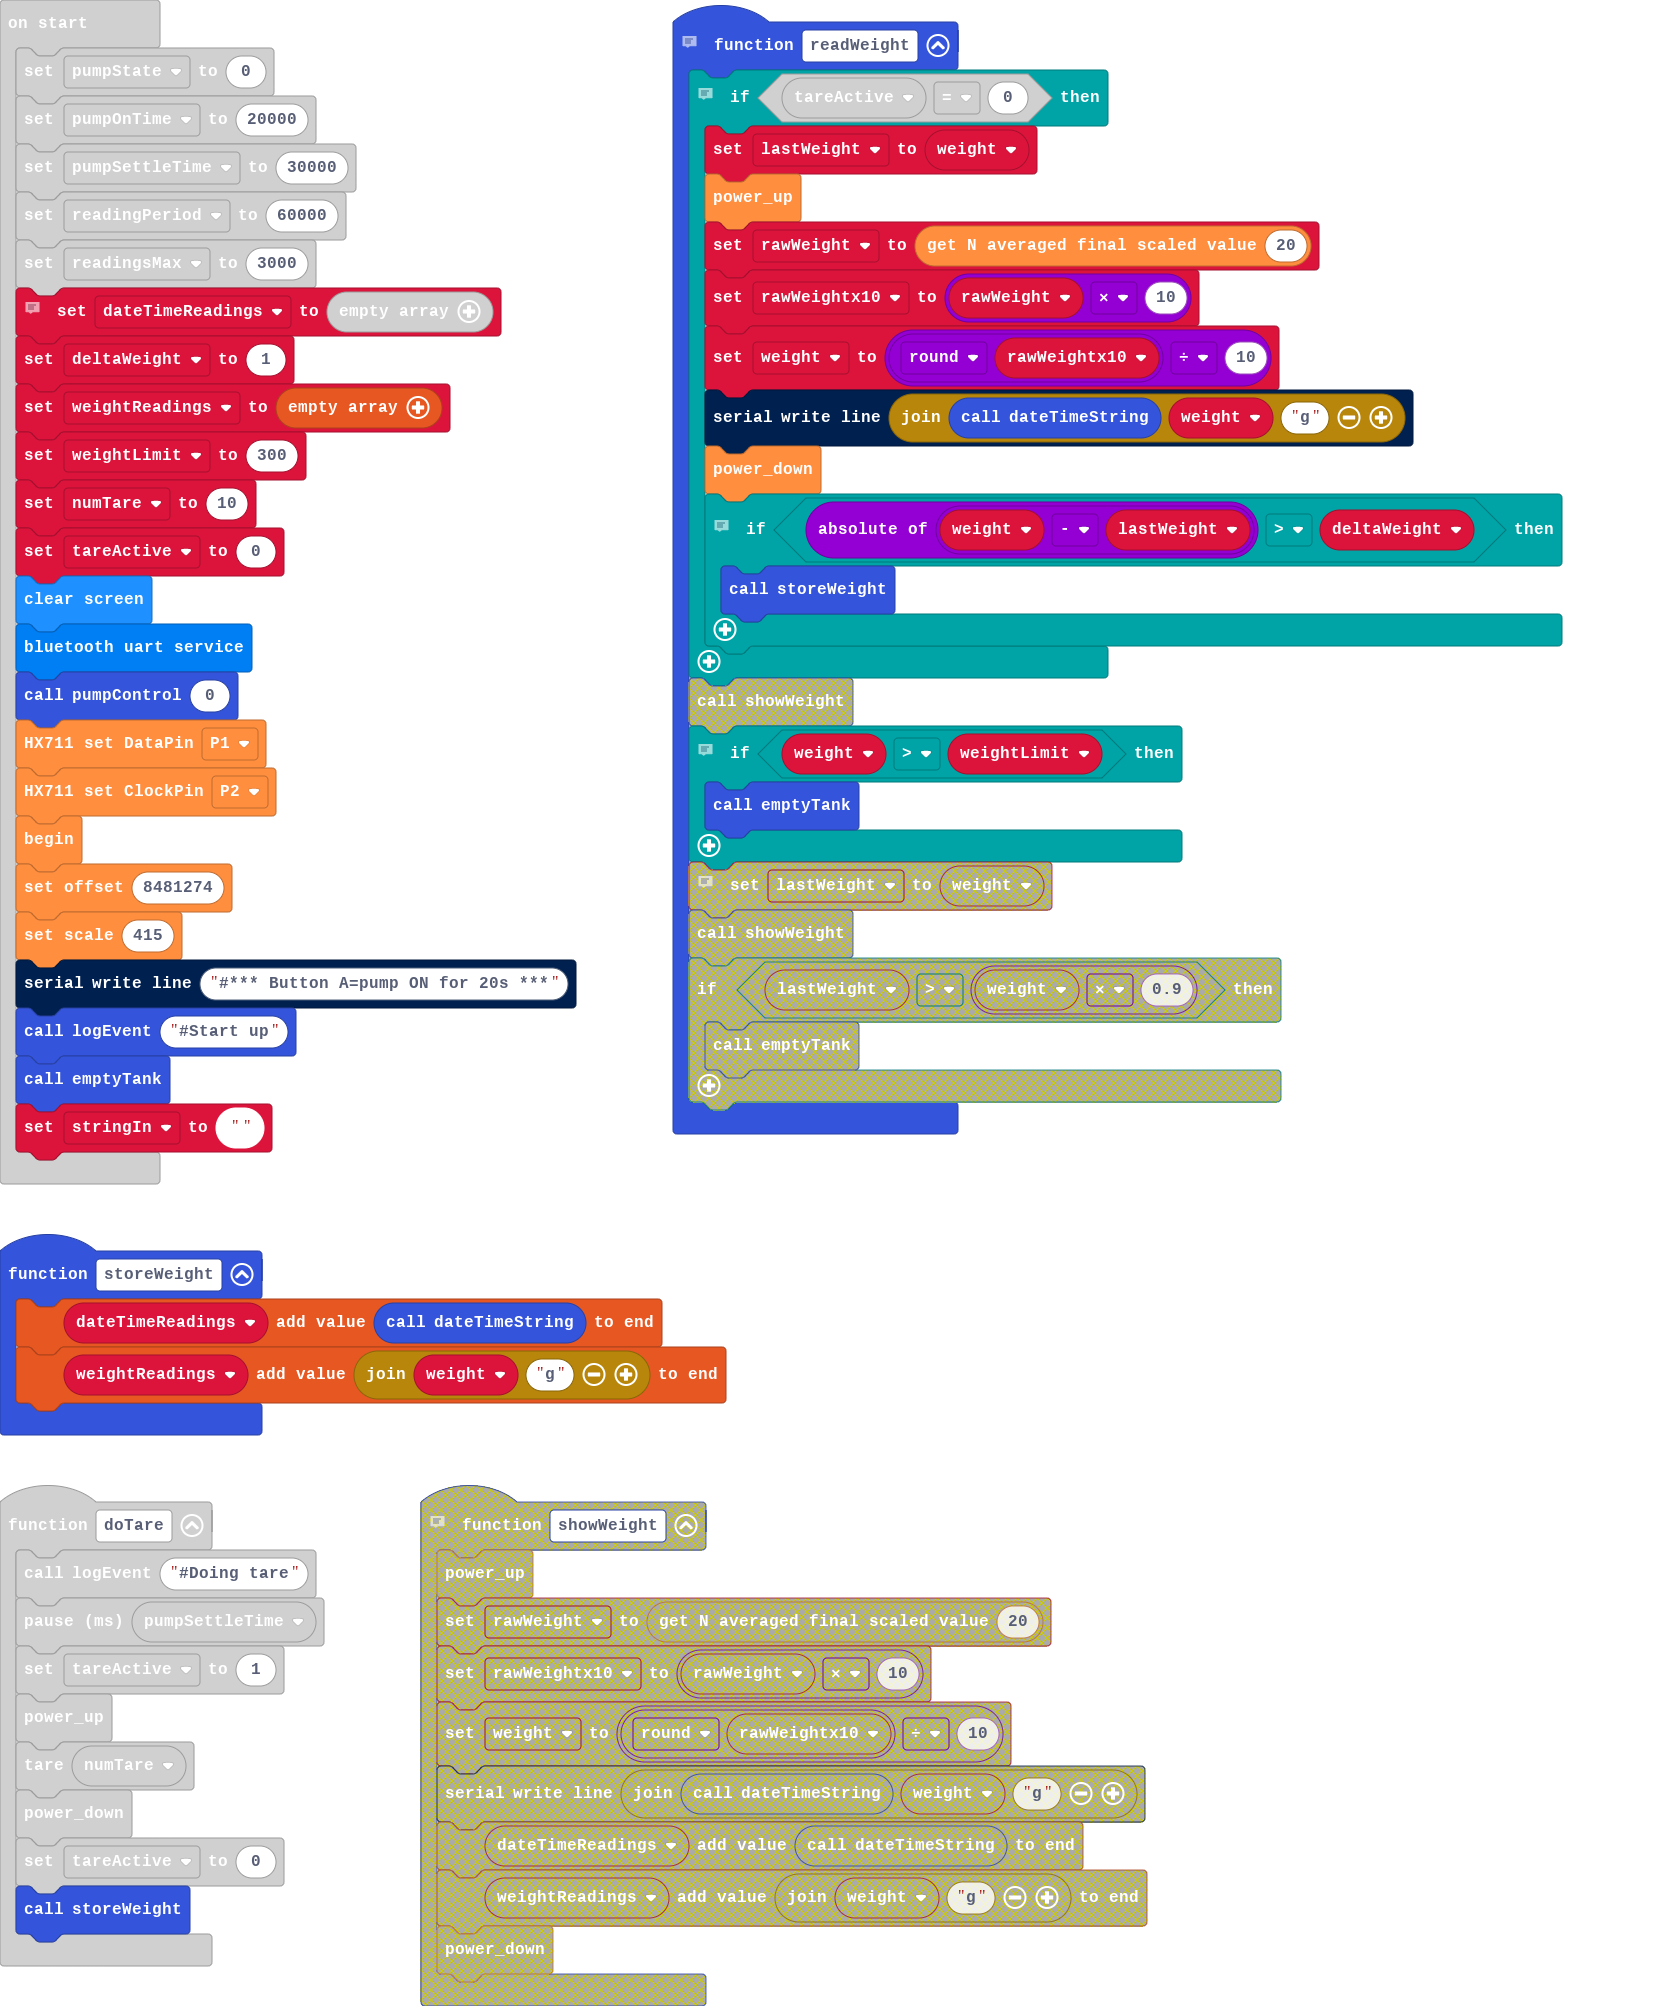 on start
set pumpState to 0
set pumpOnTime to 20000
set pumpSettleTime to 30000
set readingPeriod to 60000
set readingsMax to 3000
set dateTimeReadings to empty array
set deltaWeight to 1
set weightReadings to empty array
set weightLimit to 300
set numTare to 10
set tareActive to 0
clear screen
bluetooth uart service
call pumpControl 0
HX711 set DataPin P1
HX711 set ClockPin P2
begin
set offset 8481274
set scale 415
serial write line "#*** Button A=pump ON for 20s ***"
call logEvent "#Start up"
call emptyTank
set stringIn to ""
function readWeight
if tareActive = 0 then
set lastWeight to weight
power_up
set rawWeight to get N averaged final scaled value 20
set rawWeightx10 to rawWeight × 10
set weight to round rawWeightx10 ÷ 10
serial write line join call dateTimeString weight "g"
power_down
if absolute of weight - lastWeight > deltaWeight then
call storeWeight
call showWeight
if weight > weightLimit then
call emptyTank
set lastWeight to weight
call showWeight
if lastWeight > weight × 0.9 then
call emptyTank
function storeWeight
dateTimeReadings add value call dateTimeString to end
weightReadings add value join weight "g" to end
function doTare
call logEvent "#Doing tare"
pause (ms) pumpSettleTime
set tareActive to 1
power_up
tare numTare
power_down
set tareActive to 0
call storeWeight
function showWeight
power_up
set rawWeight to get N averaged final scaled value 20
set rawWeightx10 to rawWeight × 10
set weight to round rawWeightx10 ÷ 10
serial write line join call dateTimeString weight "g"
dateTimeReadings add value call dateTimeString to end
weightReadings add value join weight "g" to end
power_down